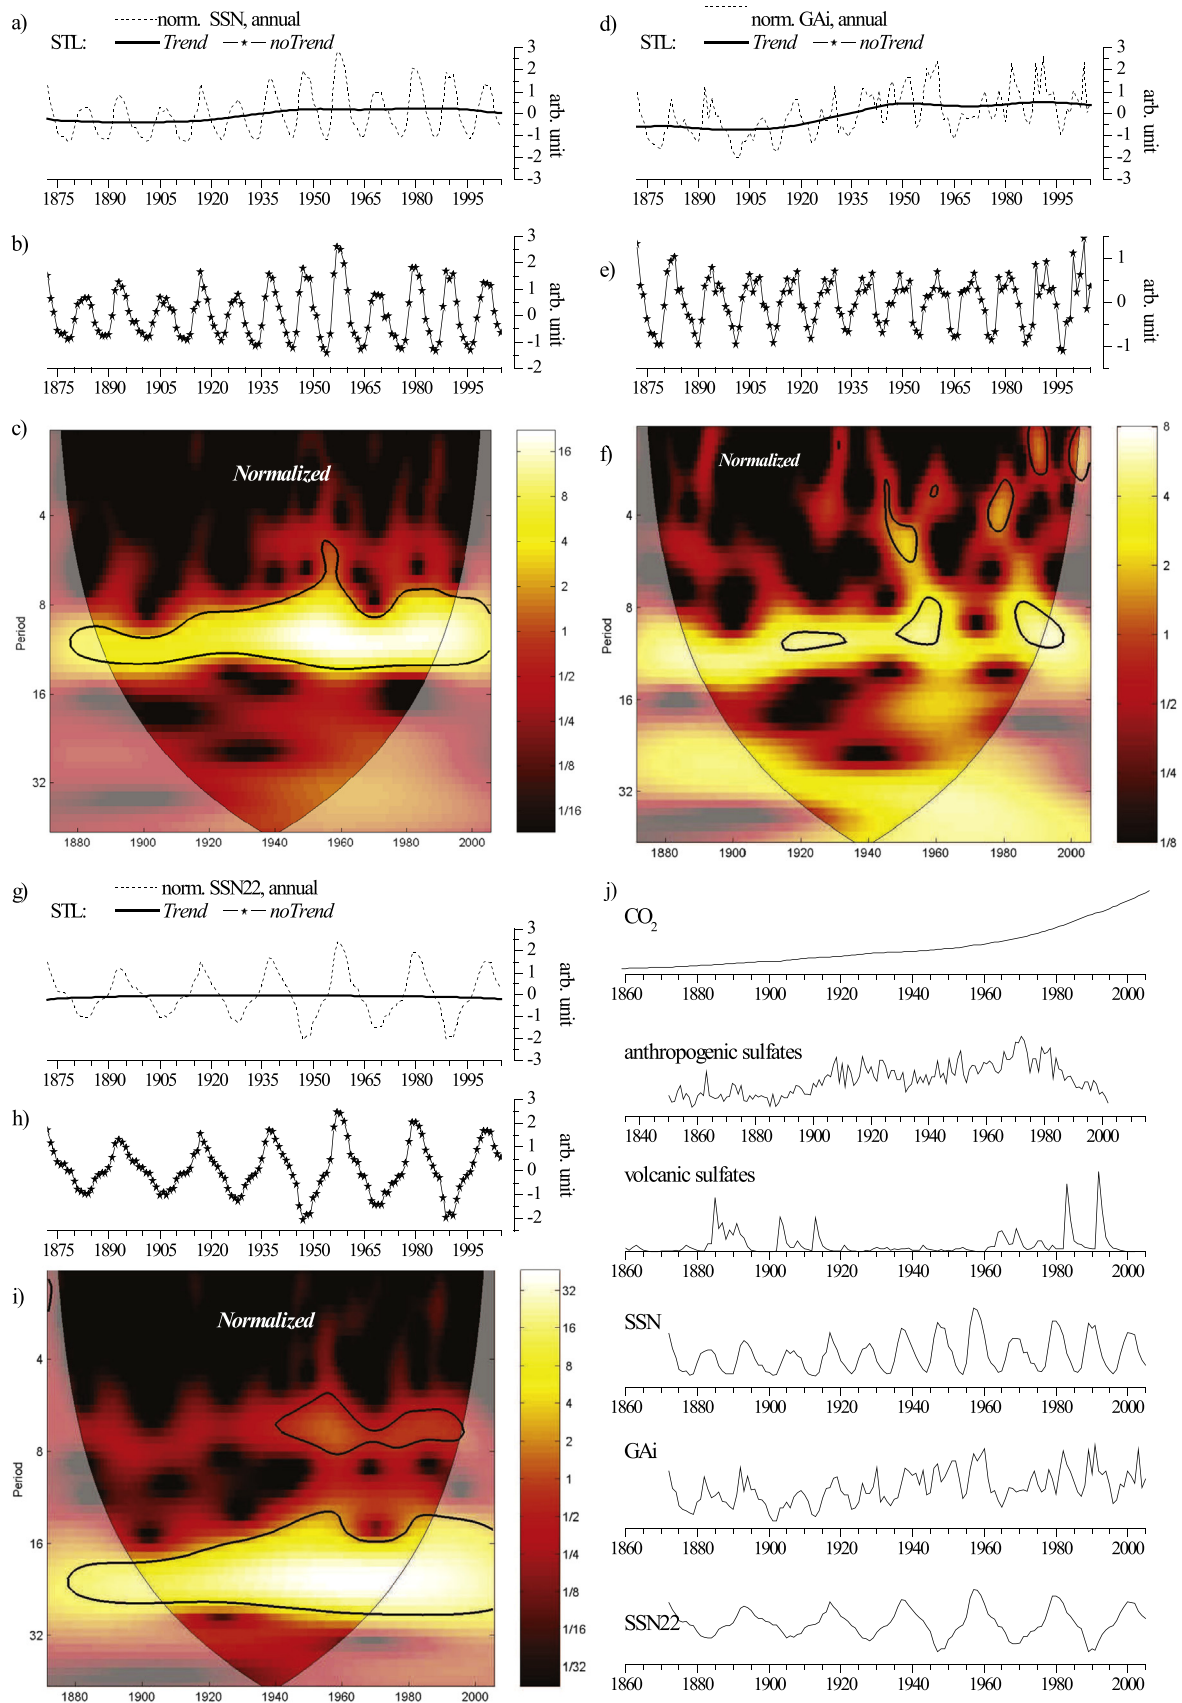 a)
norm. SSN, annual
STL: Trend noTrend
3
2
1
0
-1
-2
-3
arb. unit
1875 1890 1905 1920 1935 1950 1965 1980 1995
b)
3
2
1
0
-1
-2
arb. unit
1875 1890 1905 1920 1935 1950 1965 1980 1995
c)
Normalized
Period
4
8
16
32
1880 1900 1920 1940 1960 1980 2000
16
8
4
2
1
1/2
1/4
1/8
1/16
d)
norm. GAi, annual
STL: Trend noTrend
3
2
1
0
-1
-2
-3
arb. unit
1875 1890 1905 1920 1935 1950 1965 1980 1995
e)
1
0
-1
arb. unit
1875 1890 1905 1920 1935 1950 1965 1980 1995
f)
Normalized
Period
4
8
16
32
1880 1900 1920 1940 1960 1980 2000
8
4
2
1
1/2
1/4
1/8
g)
norm. SSN22, annual
STL: Trend noTrend
3
2
1
0
-1
-2
-3
arb. unit
1875 1890 1905 1920 1935 1950 1965 1980 1995
h)
3
2
1
0
-1
-2
arb. unit
1875 1890 1905 1920 1935 1950 1965 1980 1995
i)
Normalized
Period
4
8
16
32
1880 1900 1920 1940 1960 1980 2000
32
16
8
4
2
1
1/2
1/4
1/8
1/16
1/32
j)
CO2
1860 1880 1900 1920 1940 1960 1980 2000
anthropogenic sulfates
1840 1860 1880 1900 1920 1940 1960 1980 2000
volcanic sulfates
1860 1880 1900 1920 1940 1960 1980 2000
SSN
1860 1880 1900 1920 1940 1960 1980 2000
GAi
1860 1880 1900 1920 1940 1960 1980 2000
SSN22
1860 1880 1900 1920 1940 1960 1980 2000